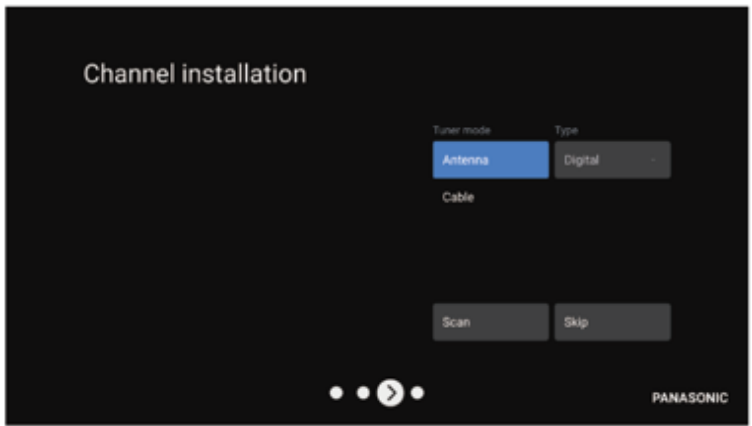 Channel installation
Tuner mode
Type
Antenna
Digital
Cable
Scan
Skip
PANASONIC